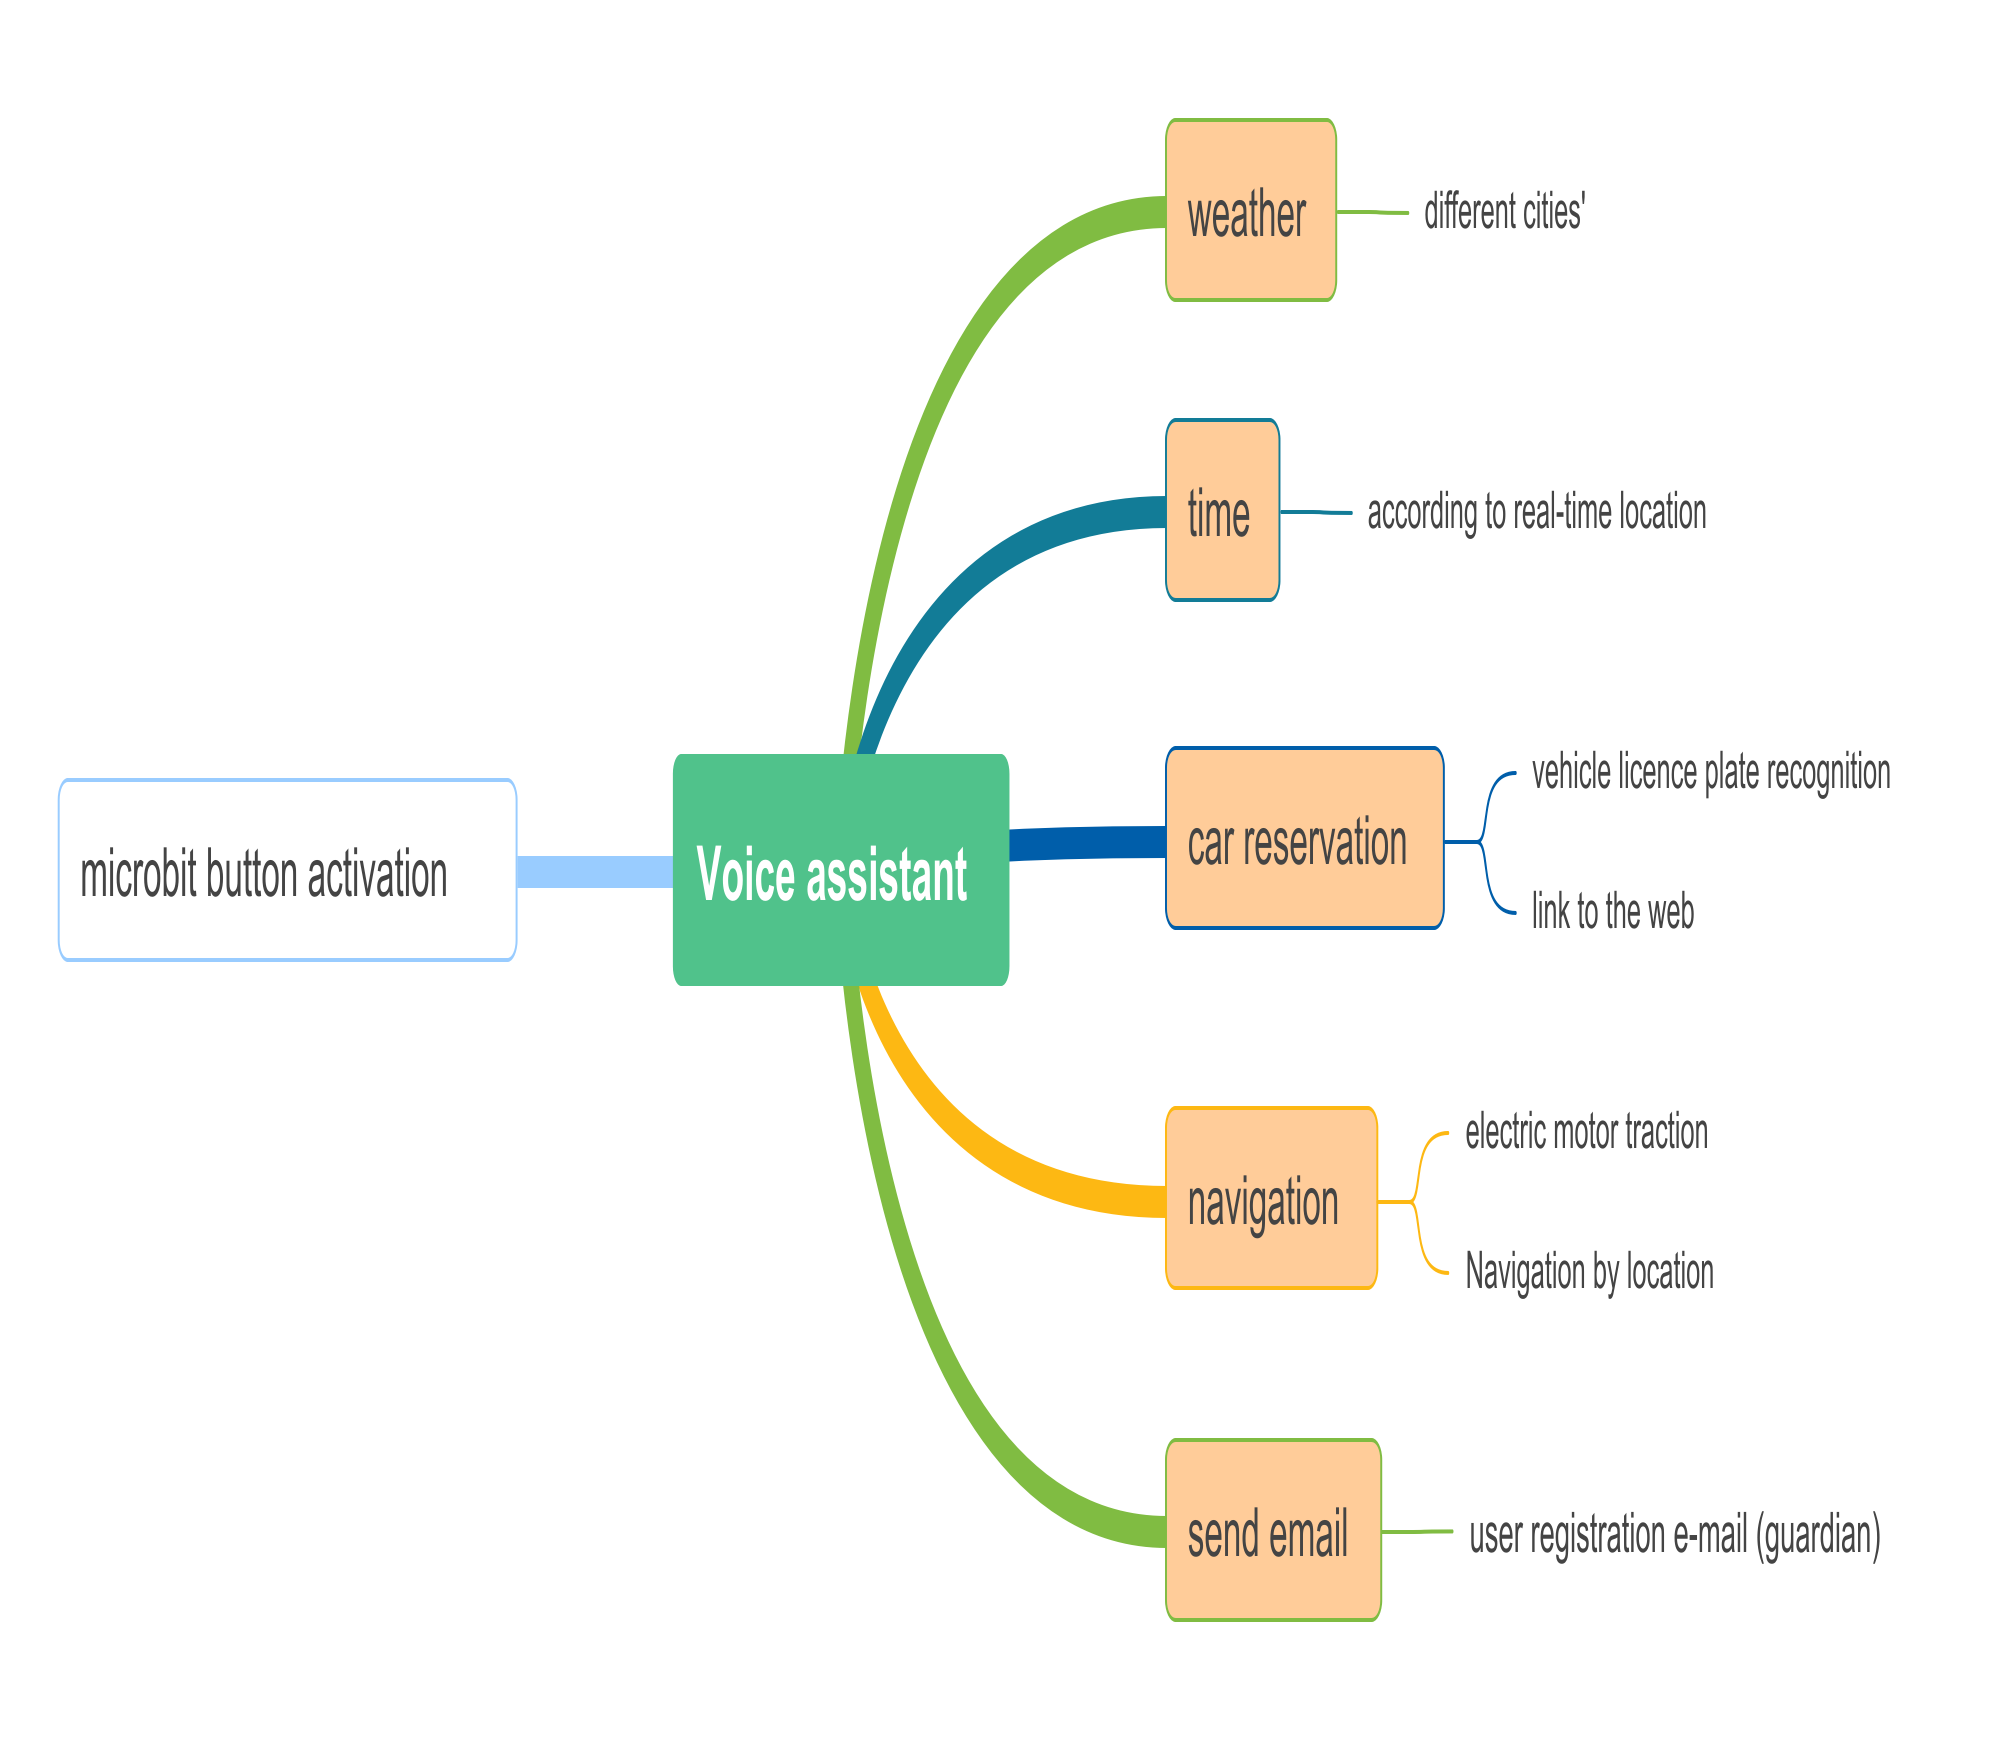 microbit button activation
Voice assistant
weather
different cities'
time
according to real-time location
car reservation
vehicle licence plate recognition
link to the web
navigation
electric motor traction
Navigation by location
send email
user registration e-mail (guardian)